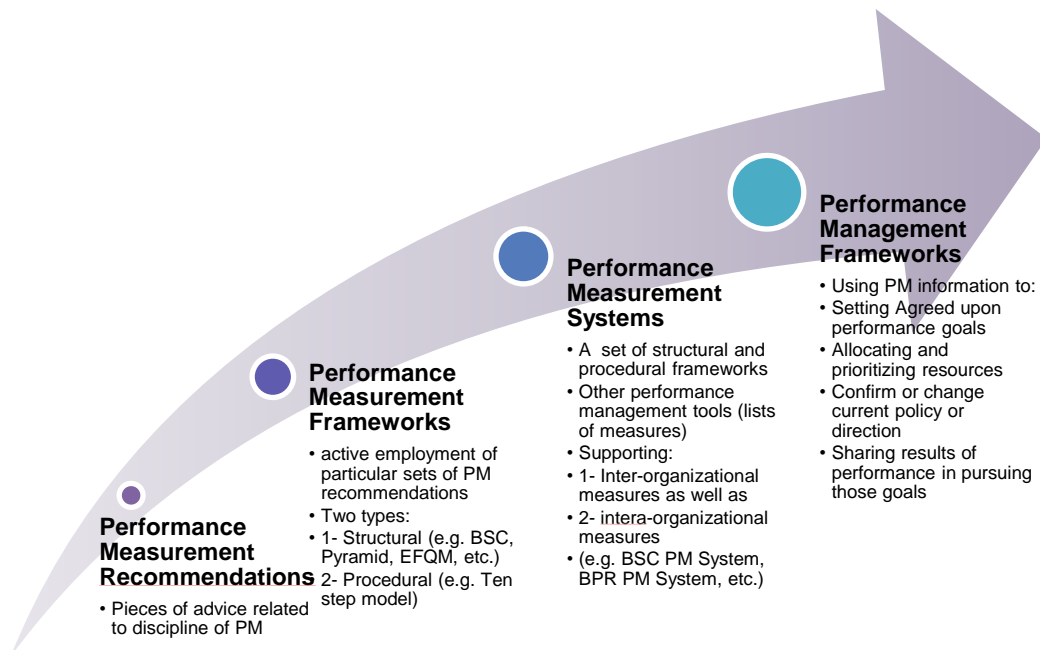 Performance
Measurement
Recommendations
• Pieces of advice related
to discipline of PM
Performance
Measurement
Frameworks
• active employment of
particular sets of PM
recommendations
• Two types:
• 1- Structural (e.g. BSC,
Pyramid, EFQM, etc.)
• 2- Procedural (e.g. Ten
step model)
Performance
Measurement
Systems
• A set of structural and
procedural frameworks
• Other performance
management tools (lists
of measures)
• Supporting:
• 1- Inter-organizational
measures as well as
• 2- intera-organizational
measures
• (e.g. BSC PM System,
BPR PM System, etc.)
Performance
Management
Frameworks
• Using PM information to:
• Setting Agreed upon
performance goals
• Allocating and
prioritizing resources
• Confirm or change
current policy or
direction
• Sharing results of
performance in pursuing
those goals